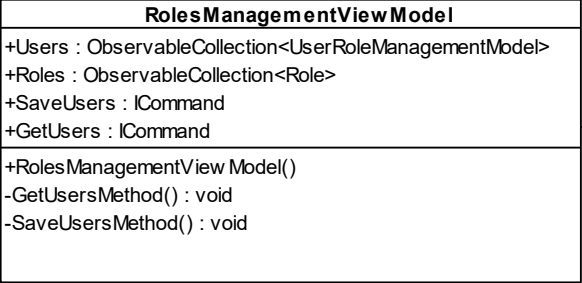 RolesManagementViewModel
+Users : ObservableCollection<UserRoleManagementModel>
+Roles : ObservableCollection<Role>
+SaveUsers : ICommand
+GetUsers : ICommand
+RolesManagementViewModel()
-GetUsersMethod() : void
-SaveUsersMethod() : void